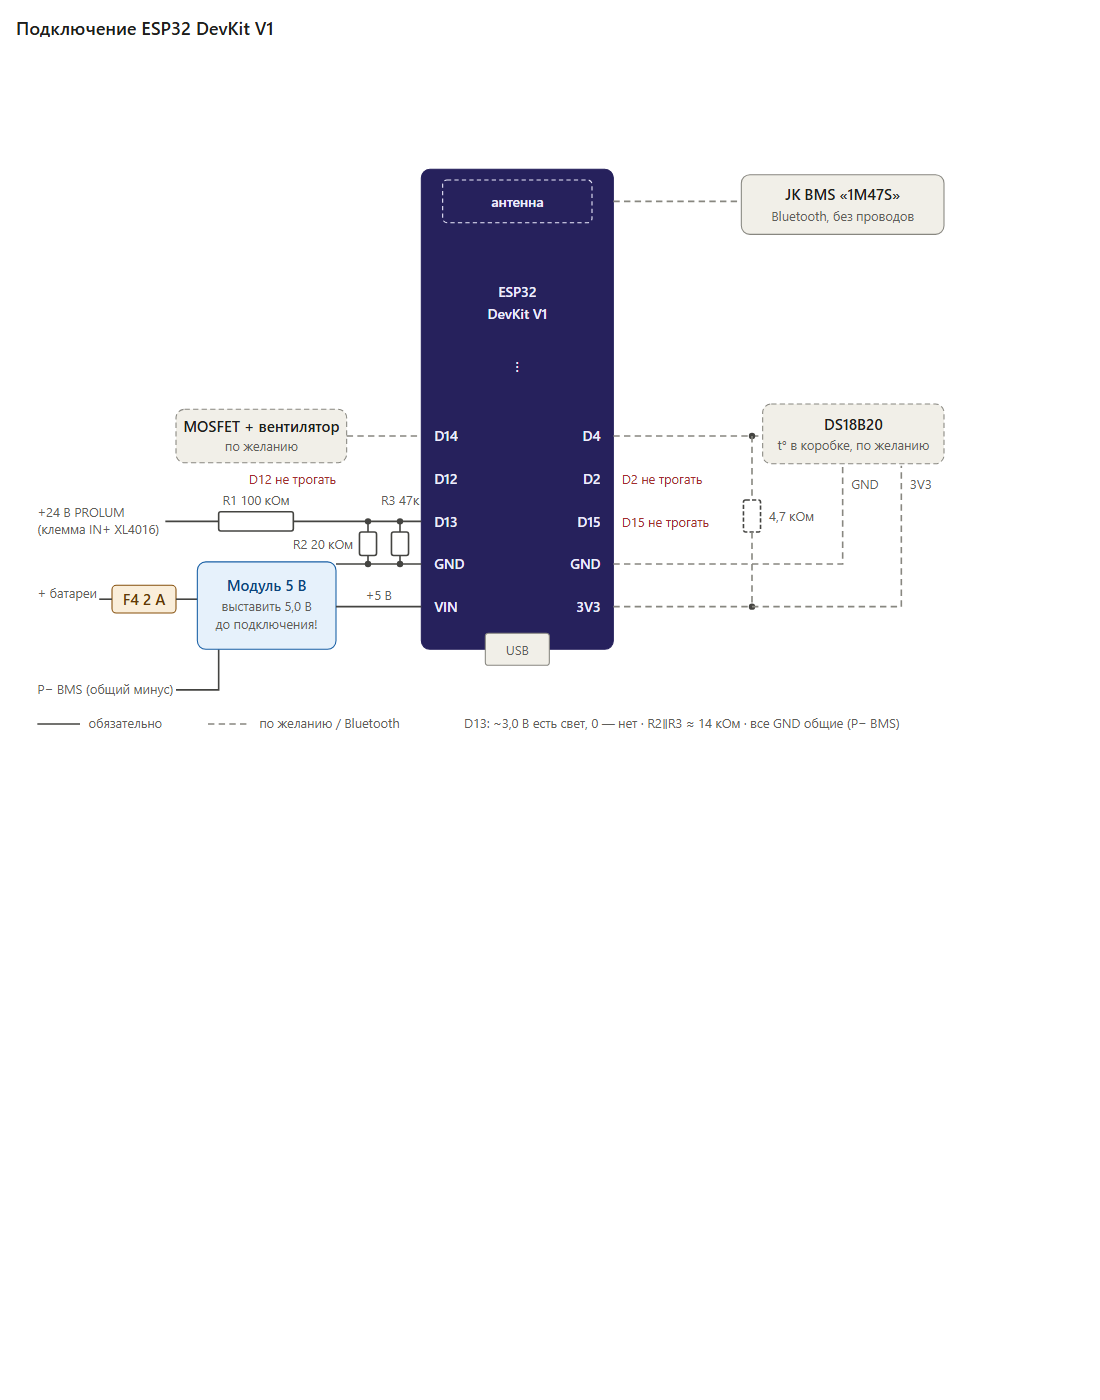 Подключение ESP32 DevKit V1
антенна
JK BMS «1M47S»
Bluetooth, без проводов
ESP32
DevKit V1
⋮
MOSFET + вентилятор
по желанию
D14
D4
DS18B20
t° в коробке, по желанию
D12 не трогать
D12
D2
D2 не трогать
GND
3V3
R1 100 кОм
R3 47к
+24 В PROLUM
(клемма IN+ XL4016)
D13
D15
D15 не трогать
4,7 кОм
R2 20 кОм
GND
GND
+ батареи
F4 2 А
Модуль 5 В
выставить 5,0 В
до подключения!
+5 В
VIN
3V3
USB
P− BMS (общий минус)
обязательно
по желанию / Bluetooth
D13: ~3,0 В есть свет, 0 — нет · R2∥R3 ≈ 14 кОм · все GND общие (P− BMS)